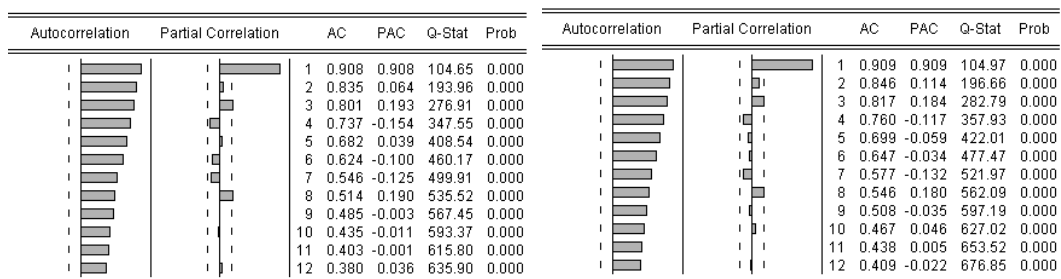 Autocorrelation Partial Correlation AC PAC Q-Stat Prob
1 0.908 0.908 104.65 0.000
2 0.835 0.064 193.96 0.000
3 0.801 0.193 276.91 0.000
4 0.737 -0.154 347.55 0.000
5 0.682 0.039 408.54 0.000
6 0.624 -0.100 460.17 0.000
7 0.546 -0.125 499.91 0.000
8 0.514 0.190 535.52 0.000
9 0.485 -0.003 567.45 0.000
10 0.435 -0.011 593.37 0.000
11 0.403 -0.001 615.80 0.000
12 0.380 0.036 635.90 0.000
Autocorrelation Partial Correlation AC PAC Q-Stat Prob
1 0.909 0.909 104.97 0.000
2 0.846 0.114 196.66 0.000
3 0.817 0.184 282.79 0.000
4 0.760 -0.117 357.93 0.000
5 0.699 -0.059 422.01 0.000
6 0.647 -0.034 477.47 0.000
7 0.577 -0.132 521.97 0.000
8 0.546 0.180 562.09 0.000
9 0.508 -0.035 597.19 0.000
10 0.467 0.046 627.02 0.000
11 0.438 0.005 653.52 0.000
12 0.409 -0.022 676.85 0.000